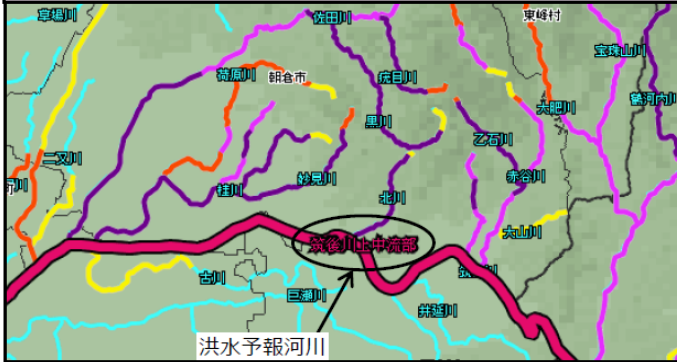 草場川
佐田川
東峰村
宝珠山川
荷原川
朝倉市
疣目川
大肥川
鶴河内川
黒川
乙石川
二又川
妙見川
桂川
北川
赤谷川
大山川
筑後川上中流部
古川
巨瀬川
井延川
洪水予報河川